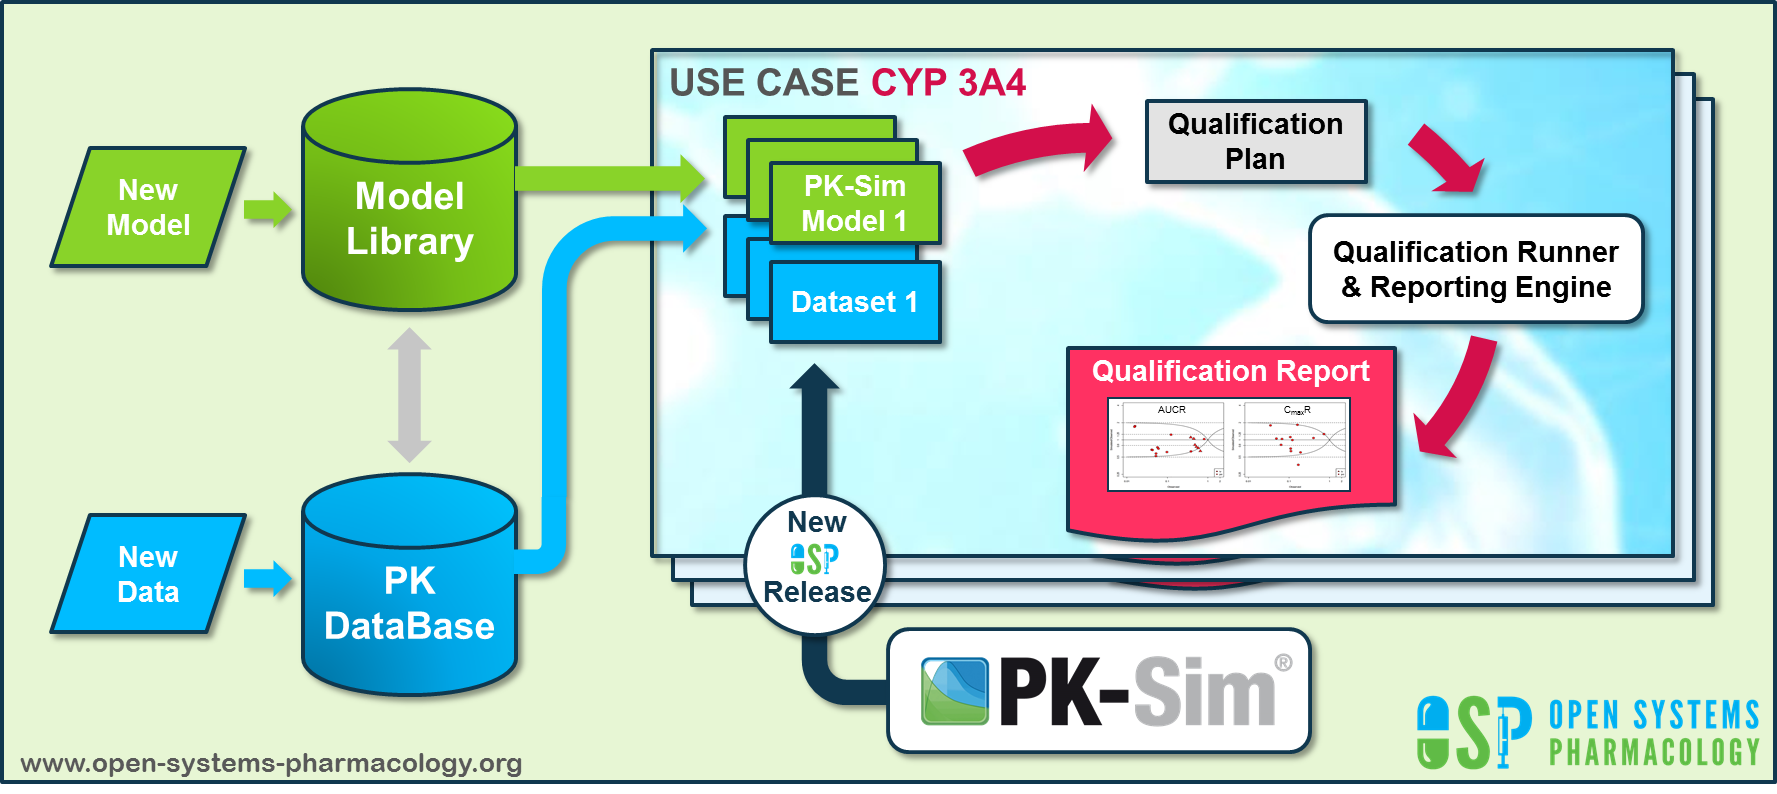 USE CASE CYP 3A4
New
Model
Model
Library
PK-Sim
Model 1
Dataset 1
Qualification
Plan
Qualification Runner
& Reporting Engine
Qualification Report
AUCR
CmaxR
New
Data
PK
DataBase
New
OSP
Release
PK-Sim®
OSP
OPEN SYSTEMS
PHARMACOLOGY
www.open-systems-pharmacology.org